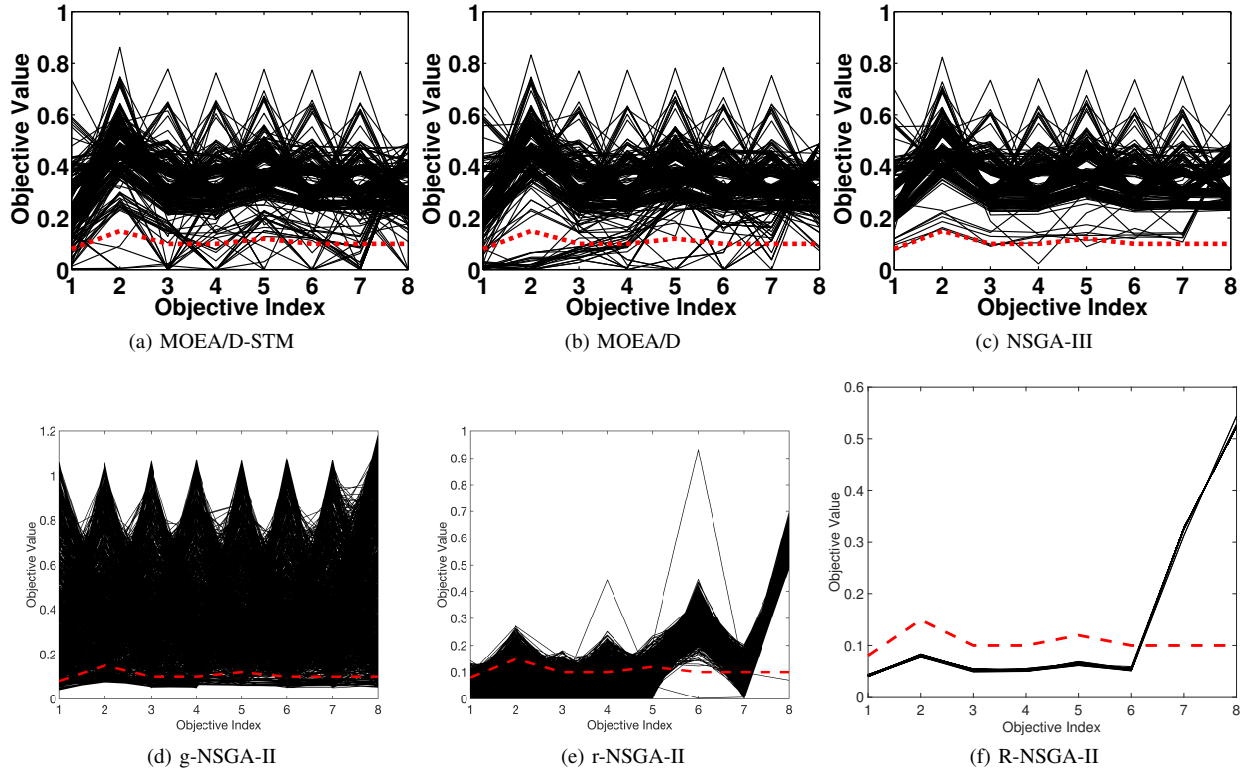 1
0.8
0.6
0.4
0.2
0
Objective Value
1 2 3 4 5 6 7 8
Objective Index
(a) MOEA/D-STM
1
0.8
0.6
0.4
0.2
0
Objective Value
1 2 3 4 5 6 7 8
Objective Index
(b) MOEA/D
1
0.8
0.6
0.4
0.2
0
Objective Value
1 2 3 4 5 6 7 8
Objective Index
(c) NSGA-III
1.2
1
0.8
0.6
0.4
0.2
0
Objective Value
1 2 3 4 5 6 7 8
Objective Index
(d) g-NSGA-II
1
0.9
0.8
0.7
0.6
0.5
0.4
0.3
0.2
0.1
0
Objective Value
1 2 3 4 5 6 7 8
Objective Index
(e) r-NSGA-II
0.6
0.5
0.4
0.3
0.2
0.1
0
Objective Value
1 2 3 4 5 6 7 8
Objective Index
(f) R-NSGA-II